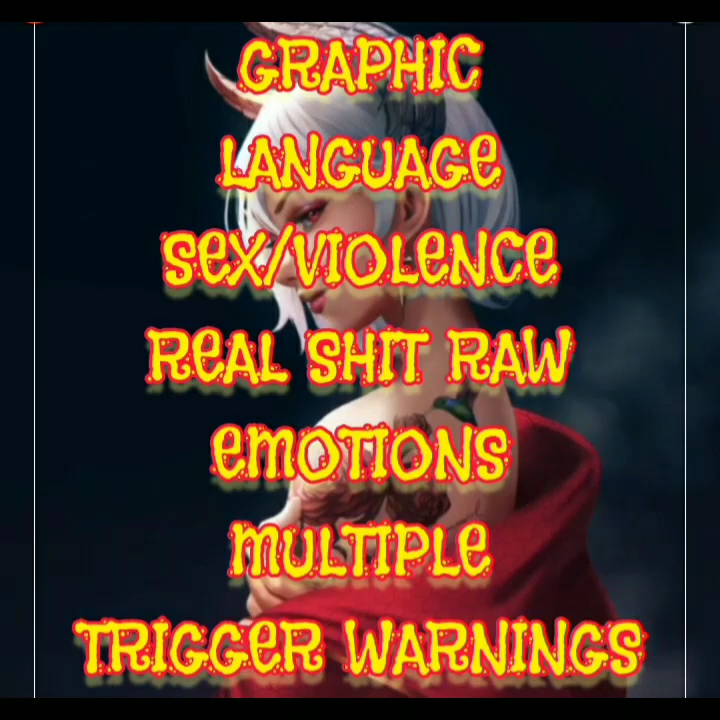 GRAPHIC
LANGUAGE
SEX/VIOLENCE
REAL SHIT RAW
EMOTIONS
MULTIPLE
TRIGGER WARNINGS